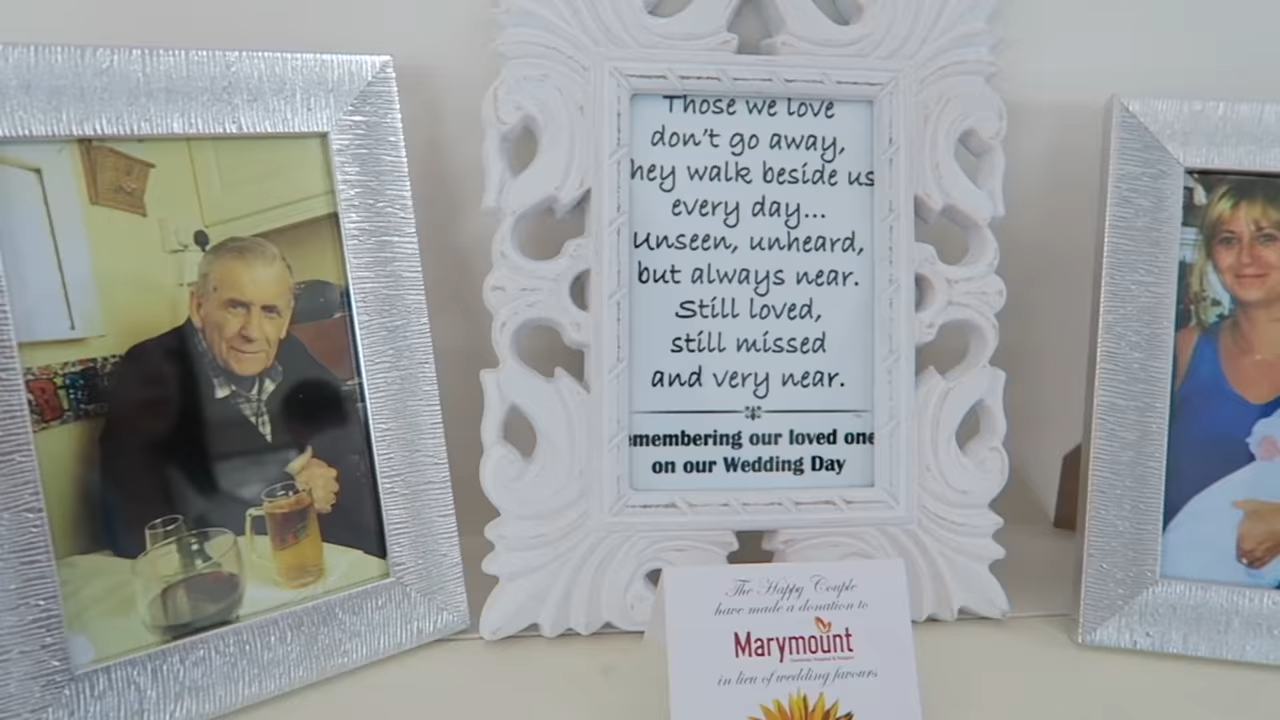 Those we love
don't go away,
hey walk beside us
every day...
Unseen, unheard,
but always near.
Still loved,
still missed
and very near.
membering our loved one
on our Wedding Day
The Happy Couple
have made a donation to
Marymount
in lieu of wedding favours